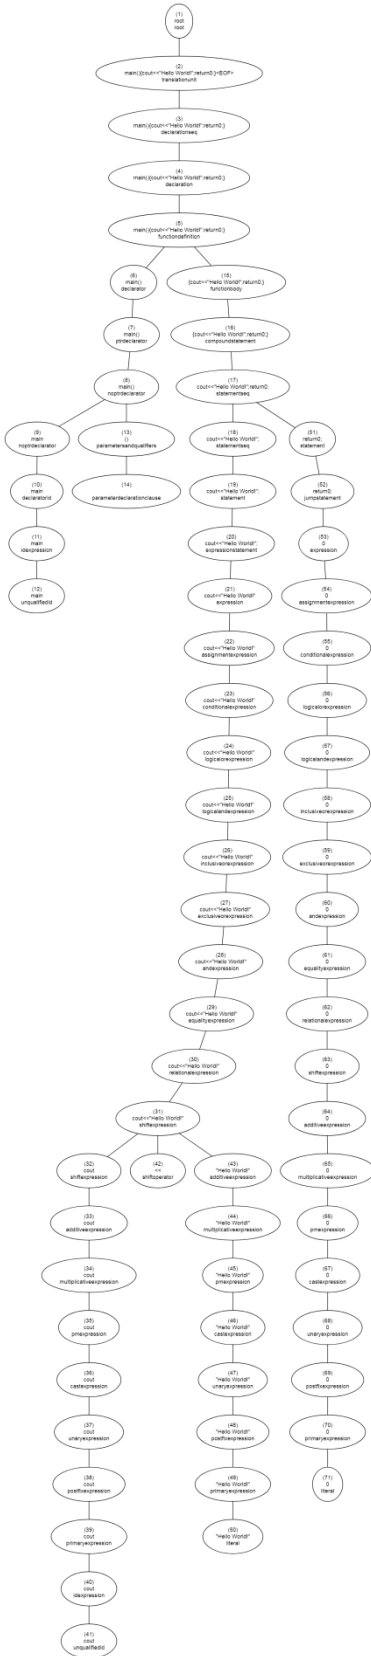 (1)
root
root
(2)
main(){cout<<"Hello World!";return0;}<EOF>
translationunit
(3)
main(){cout<<"Hello World!";return0;}
declarationseq
(4)
main(){cout<<"Hello World!";return0;}
declaration
(5)
main(){cout<<"Hello World!";return0;}
functiondefinition
(6)
main()
declarator
(7)
main()
ptrdeclarator
(8)
main()
noptrdeclarator
(9)
main
noptrdeclarator
(10)
main
declaratorid
(11)
main
idexpression
(12)
main
unqualifiedid
(13)
()
parametersandqualifiers
(14)
parameterdeclarationclause
(15)
{cout<<"Hello World!";return0;}
functionbody
(16)
{cout<<"Hello World!";return0;}
compoundstatement
(17)
cout<<"Hello World!";return0;
statementseq
(18)
cout<<"Hello World!";
statementseq
(19)
cout<<"Hello World!";
statement
(20)
cout<<"Hello World!";
expressionstatement
(21)
cout<<"Hello World!"
expression
(22)
cout<<"Hello World!"
assignmentexpression
(23)
cout<<"Hello World!"
conditionalexpression
(24)
cout<<"Hello World!"
logicalorexpression
(25)
cout<<"Hello World!"
logicalandexpression
(26)
cout<<"Hello World!"
inclusiveorexpression
(27)
cout<<"Hello World!"
exclusiveorexpression
(28)
cout<<"Hello World!"
andexpression
(29)
cout<<"Hello World!"
equalityexpression
(30)
cout<<"Hello World!"
relationalexpression
(31)
cout<<"Hello World!"
shiftexpression
(32)
cout
shiftexpression
(33)
cout
additiveexpression
(34)
cout
multiplicativeexpression
(35)
cout
pmexpression
(36)
cout
castexpression
(37)
cout
unaryexpression
(38)
cout
postfixexpression
(39)
cout
primaryexpression
(40)
cout
idexpression
(41)
cout
unqualifiedid
(42)
<<
shiftoperator
(43)
"Hello World!"
additiveexpression
(44)
"Hello World!"
multiplicativeexpression
(45)
"Hello World!"
pmexpression
(46)
"Hello World!"
castexpression
(47)
"Hello World!"
unaryexpression
(48)
"Hello World!"
postfixexpression
(49)
"Hello World!"
primaryexpression
(50)
"Hello World!"
literal
(51)
return0;
statement
(52)
return0;
jumpstatement
(53)
0
expression
(54)
0
assignmentexpression
(55)
0
conditionalexpression
(56)
0
logicalorexpression
(57)
0
logicalandexpression
(58)
0
inclusiveorexpression
(59)
0
exclusiveorexpression
(60)
0
andexpression
(61)
0
equalityexpression
(62)
0
relationalexpression
(63)
0
shiftexpression
(64)
0
additiveexpression
(65)
0
multiplicativeexpression
(66)
0
pmexpression
(67)
0
castexpression
(68)
0
unaryexpression
(69)
0
postfixexpression
(70)
0
primaryexpression
(71)
0
literal